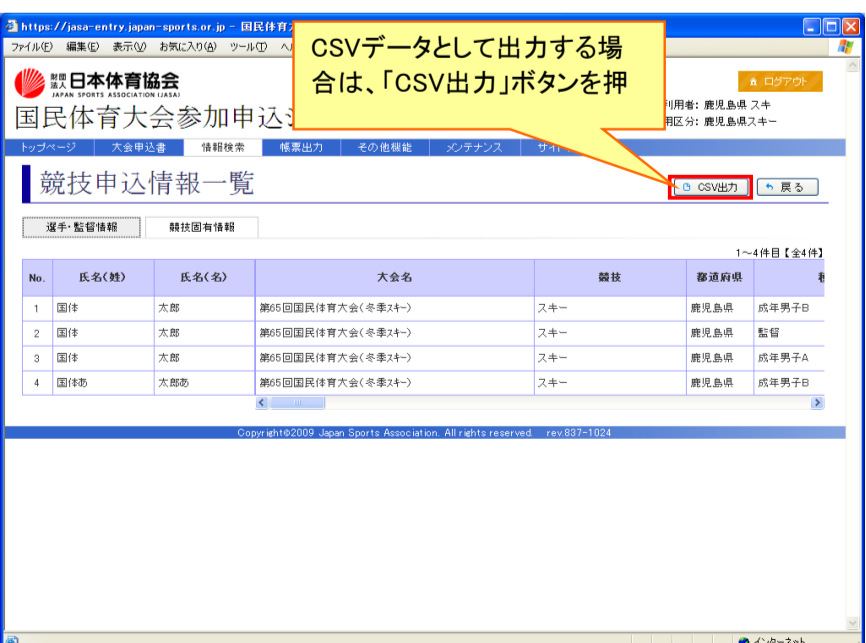 https://jasa-entry.japan-sports.or.jp - 国民体育
ファイル(F) 編集(E) 表示(V) お気に入り(A) ツール(T)
CSVデータとして出力する場
合は、「CSV出力」ボタンを押
財団法人 日本体育協会
JAPAN SPORTS ASSOCIATION (JASA)
国民体育大会参加申込
ログアウト
利用者: 鹿児島県 スキ
用区分: 鹿児島県スキー
トップページ 大会申込書 情報検索 帳票出力 その他機能 メンテナンス サイト
競技申込情報一覧
CSV出力 戻る
選手・監督情報 競技固有情報
1～4件目【全4件】
No. 氏名(姓) 氏名(名) 大会名 競技 都道府県
1 国体 太郎 第65回国民体育大会(冬季スキー) スキー 鹿児島県 成年男子B
2 国体 太郎 第65回国民体育大会(冬季スキー) スキー 鹿児島県 監督
3 国体 太郎 第65回国民体育大会(冬季スキー) スキー 鹿児島県 成年男子A
4 国体あ 太郎あ 第65回国民体育大会(冬季スキー) スキー 鹿児島県 成年男子B
Copyright©2009 Japan Sports Association. All rights reserved. rev.837-1024
インターネット